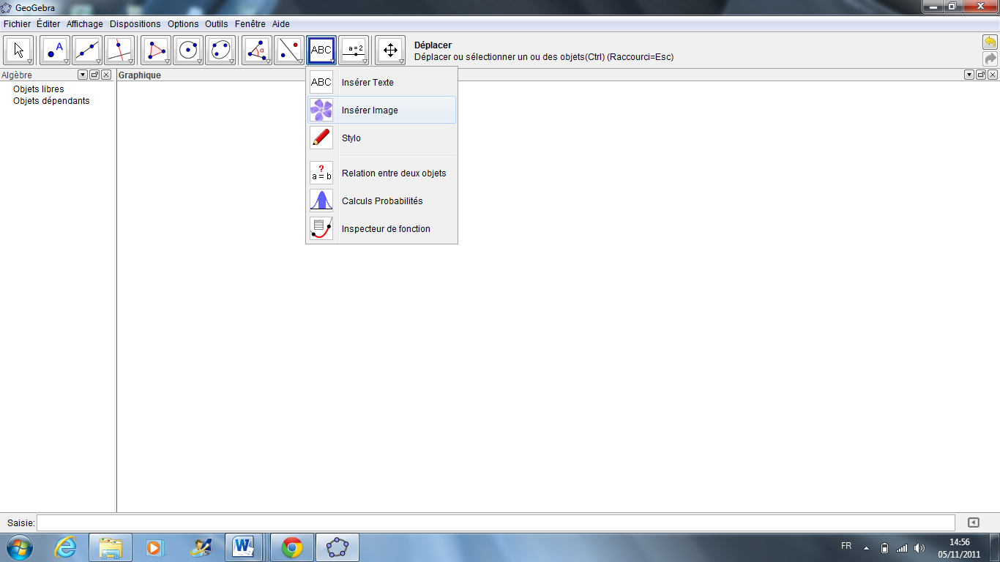 GeoGebra
Fichier Éditer Affichage Dispositions Options Outils Fenêtre Aide
A
α
ABC
a = 2
Déplacer
Déplacer ou sélectionner un ou des objets(Ctrl) (Raccourci=Esc)
Algèbre
Graphique
Objets libres
Objets dépendants
ABC Insérer Texte
Insérer Image
Stylo
?
a = b Relation entre deux objets
Calculs Probabilités
Inspecteur de fonction
Saisie:
W
FR
14:56
05/11/2011